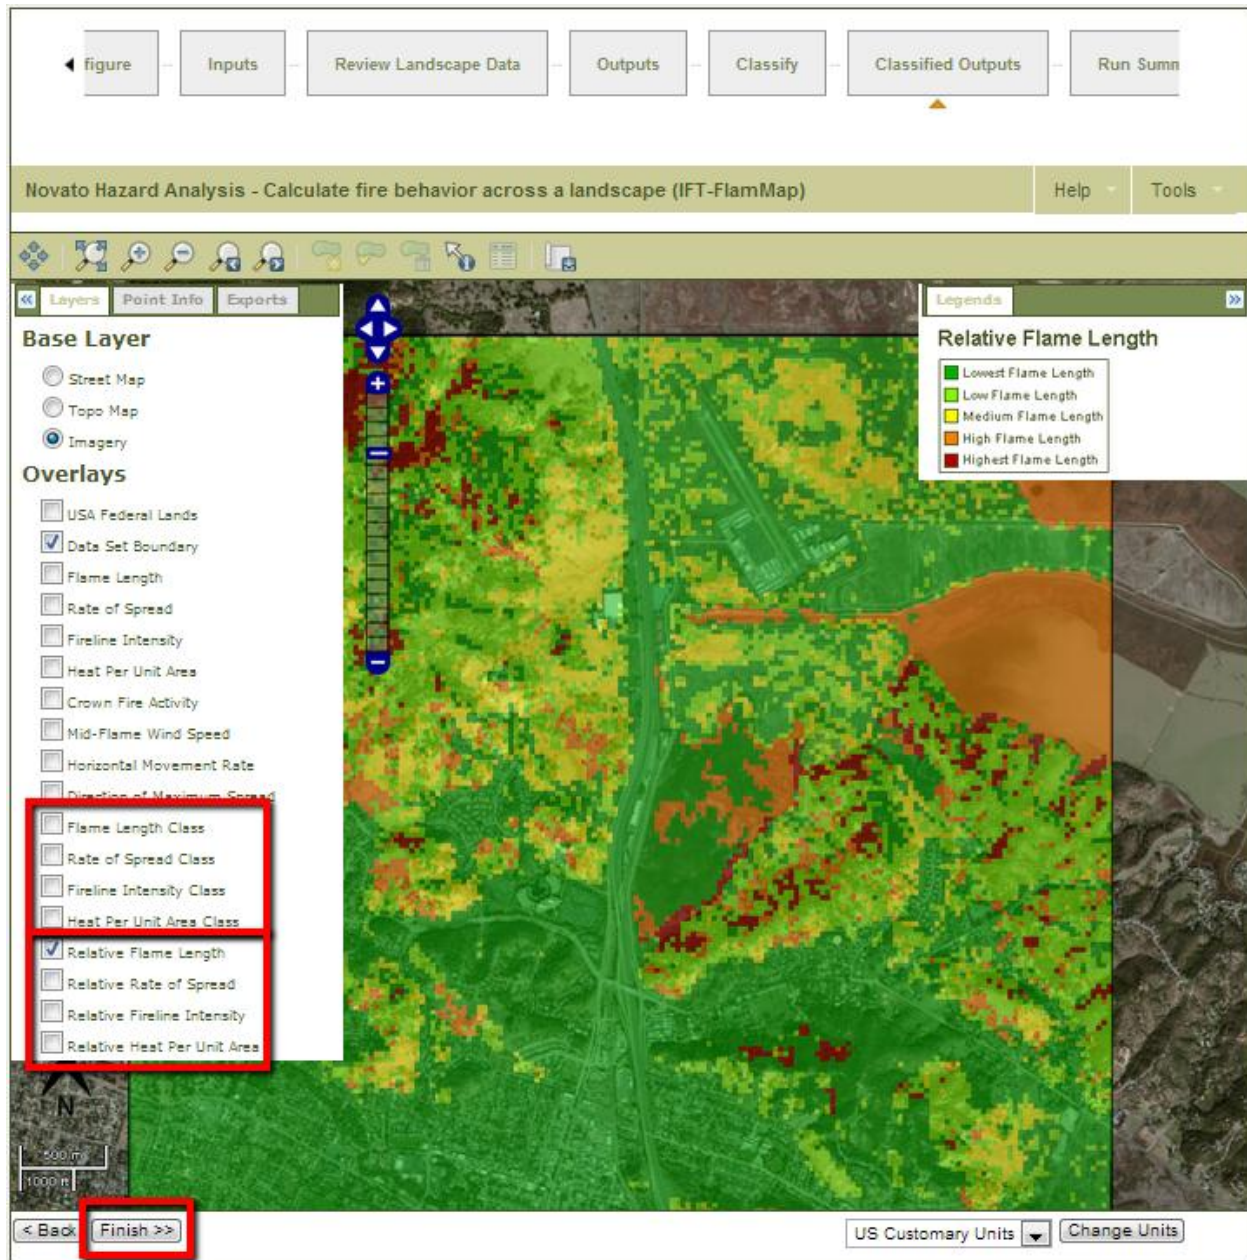 figure
Inputs
Review Landscape Data
Outputs
Classify
Classified Outputs
Run Summ
Novato Hazard Analysis - Calculate fire behavior across a landscape (IFT-FlamMap)
Help
Tools
Layers
Point Info
Exports
Legends
Base Layer
Street Map
Topo Map
Imagery
Overlays
USA Federal Lands
Data Set Boundary
Flame Length
Rate of Spread
Fireline Intensity
Heat Per Unit Area
Crown Fire Activity
Mid-Flame Wind Speed
Horizontal Movement Rate
Direction of Maximum Spread
Flame Length Class
Rate of Spread Class
Fireline Intensity Class
Heat Per Unit Area Class
Relative Flame Length
Relative Rate of Spread
Relative Fireline Intensity
Relative Heat Per Unit Area
Relative Flame Length
Lowest Flame Length
Low Flame Length
Medium Flame Length
High Flame Length
Highest Flame Length
N
500 m
1000 ft
< Back
Finish >>
US Customary Units
Change Units